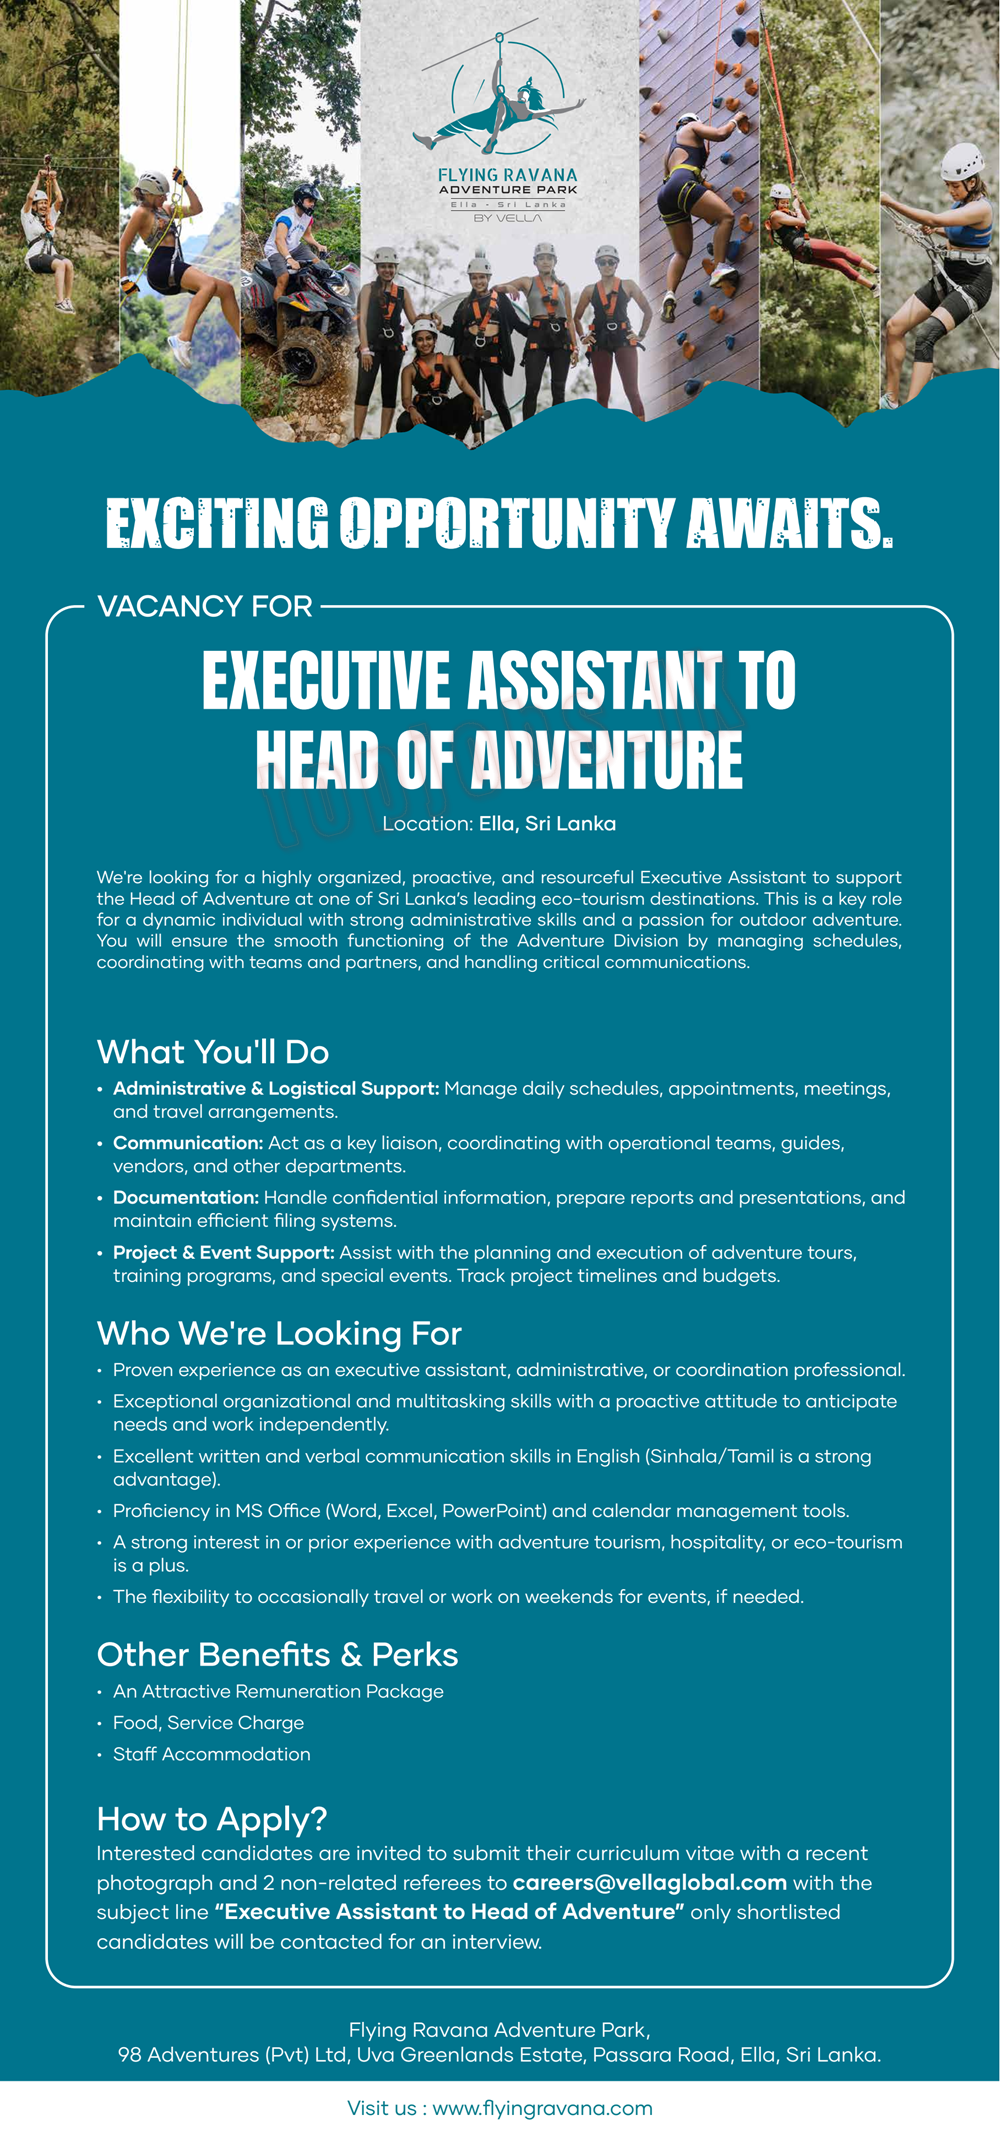 FLYING RAVANA
ADVENTURE PARK
Ella - Sri Lanka
BY VELLA
EXCITING OPPORTUNITY AWAITS.
VACANCY FOR
EXECUTIVE ASSISTANT TO
HEAD OF ADVENTURE
topjobs.lk
Location: Ella, Sri Lanka
We're looking for a highly organized, proactive, and resourceful Executive Assistant to support
the Head of Adventure at one of Sri Lanka's leading eco-tourism destinations. This is a key role
for a dynamic individual with strong administrative skills and a passion for outdoor adventure.
You will ensure the smooth functioning of the Adventure Division by managing schedules,
coordinating with teams and partners, and handling critical communications.
What You'll Do
• Administrative & Logistical Support: Manage daily schedules, appointments, meetings,
and travel arrangements.
• Communication: Act as a key liaison, coordinating with operational teams, guides,
vendors, and other departments.
• Documentation: Handle confidential information, prepare reports and presentations, and
maintain efficient filing systems.
• Project & Event Support: Assist with the planning and execution of adventure tours,
training programs, and special events. Track project timelines and budgets.
Who We're Looking For
• Proven experience as an executive assistant, administrative, or coordination professional.
• Exceptional organizational and multitasking skills with a proactive attitude to anticipate
needs and work independently.
• Excellent written and verbal communication skills in English (Sinhala/Tamil is a strong
advantage).
• Proficiency in MS Office (Word, Excel, PowerPoint) and calendar management tools.
• A strong interest in or prior experience with adventure tourism, hospitality, or eco-tourism
is a plus.
• The flexibility to occasionally travel or work on weekends for events, if needed.
Other Benefits & Perks
• An Attractive Remuneration Package
• Food, Service Charge
• Staff Accommodation
How to Apply?
Interested candidates are invited to submit their curriculum vitae with a recent
photograph and 2 non-related referees to careers@vellaglobal.com with the
subject line “Executive Assistant to Head of Adventure” only shortlisted
candidates will be contacted for an interview.
Flying Ravana Adventure Park,
98 Adventures (Pvt) Ltd, Uva Greenlands Estate, Passara Road, Ella, Sri Lanka.
Visit us : www.flyingravana.com